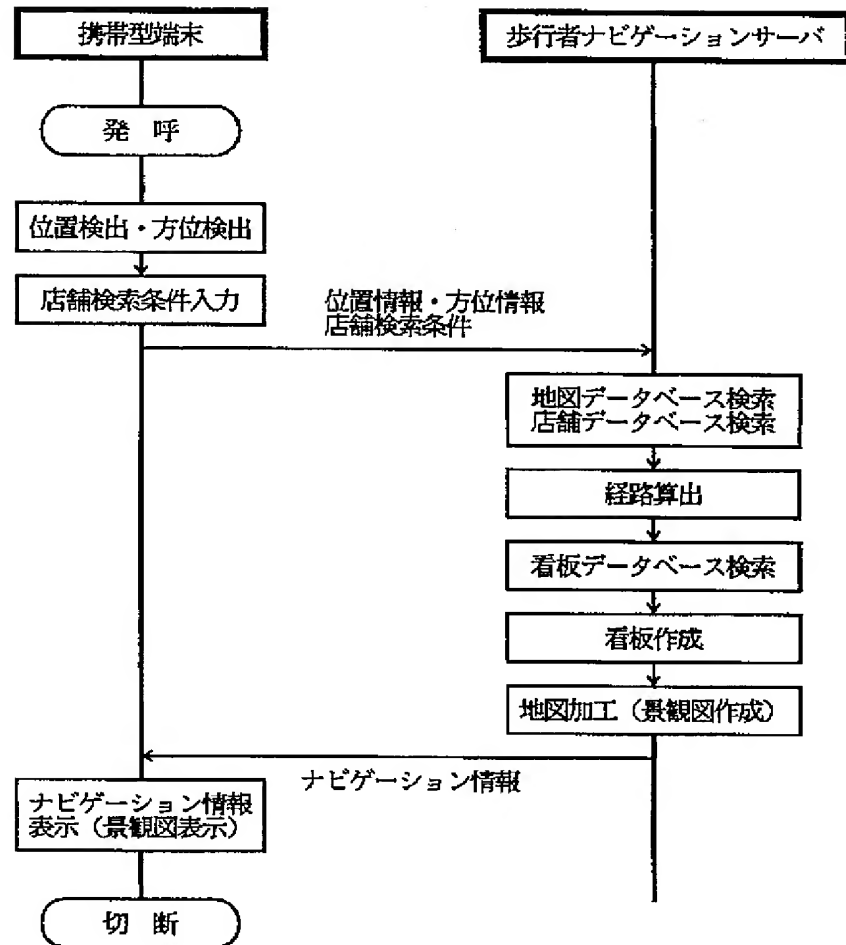 携帯型端末
歩行者ナビゲーションサーバ
発 呼
位置検出・方位検出
店舗検索条件入力
位置情報・方位情報
店舗検索条件
地図データベース検索
店舗データベース検索
経路算出
看板データベース検索
看板作成
地図加工（景観図作成）
ナビゲーション情報
ナビゲーション情報
表示（景観図表示）
切 断